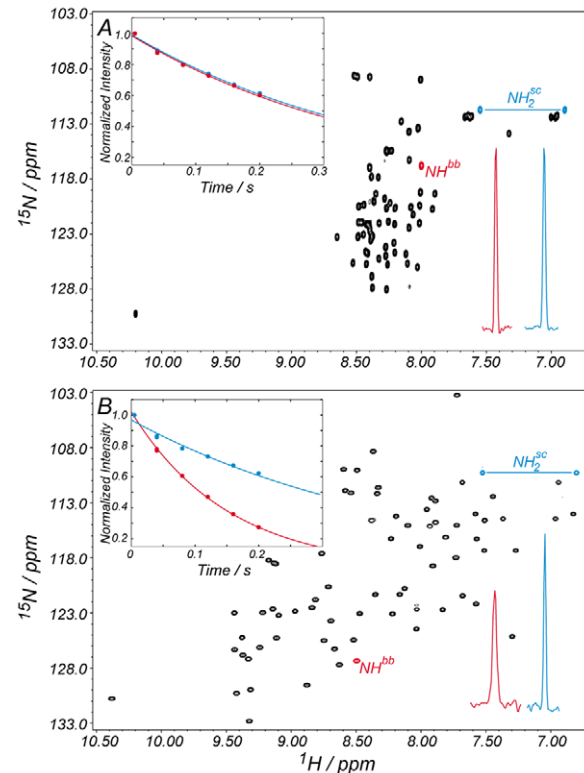 103.0
108.0
113.0
118.0
123.0
128.0
133.0
15N / ppm
A
1.0
0.8
0.6
0.4
0.2
Normalized Intensity
0 0.1 0.2 0.3
Time / s
NH2sc
NHbb
10.50 10.00 9.00 9.00 8.50 8.00 7.50 7.00
103.0
108.0
113.0
118.0
123.0
128.0
133.0
15N / ppm
B
1.0
0.8
0.6
0.4
0.2
0
Normalized Intensity
0 0.1 0.2
Time / s
NH2sc
NHbb
10.50 10.00 9.50 9.00 8.50 8.00 7.50 7.00
1H / ppm